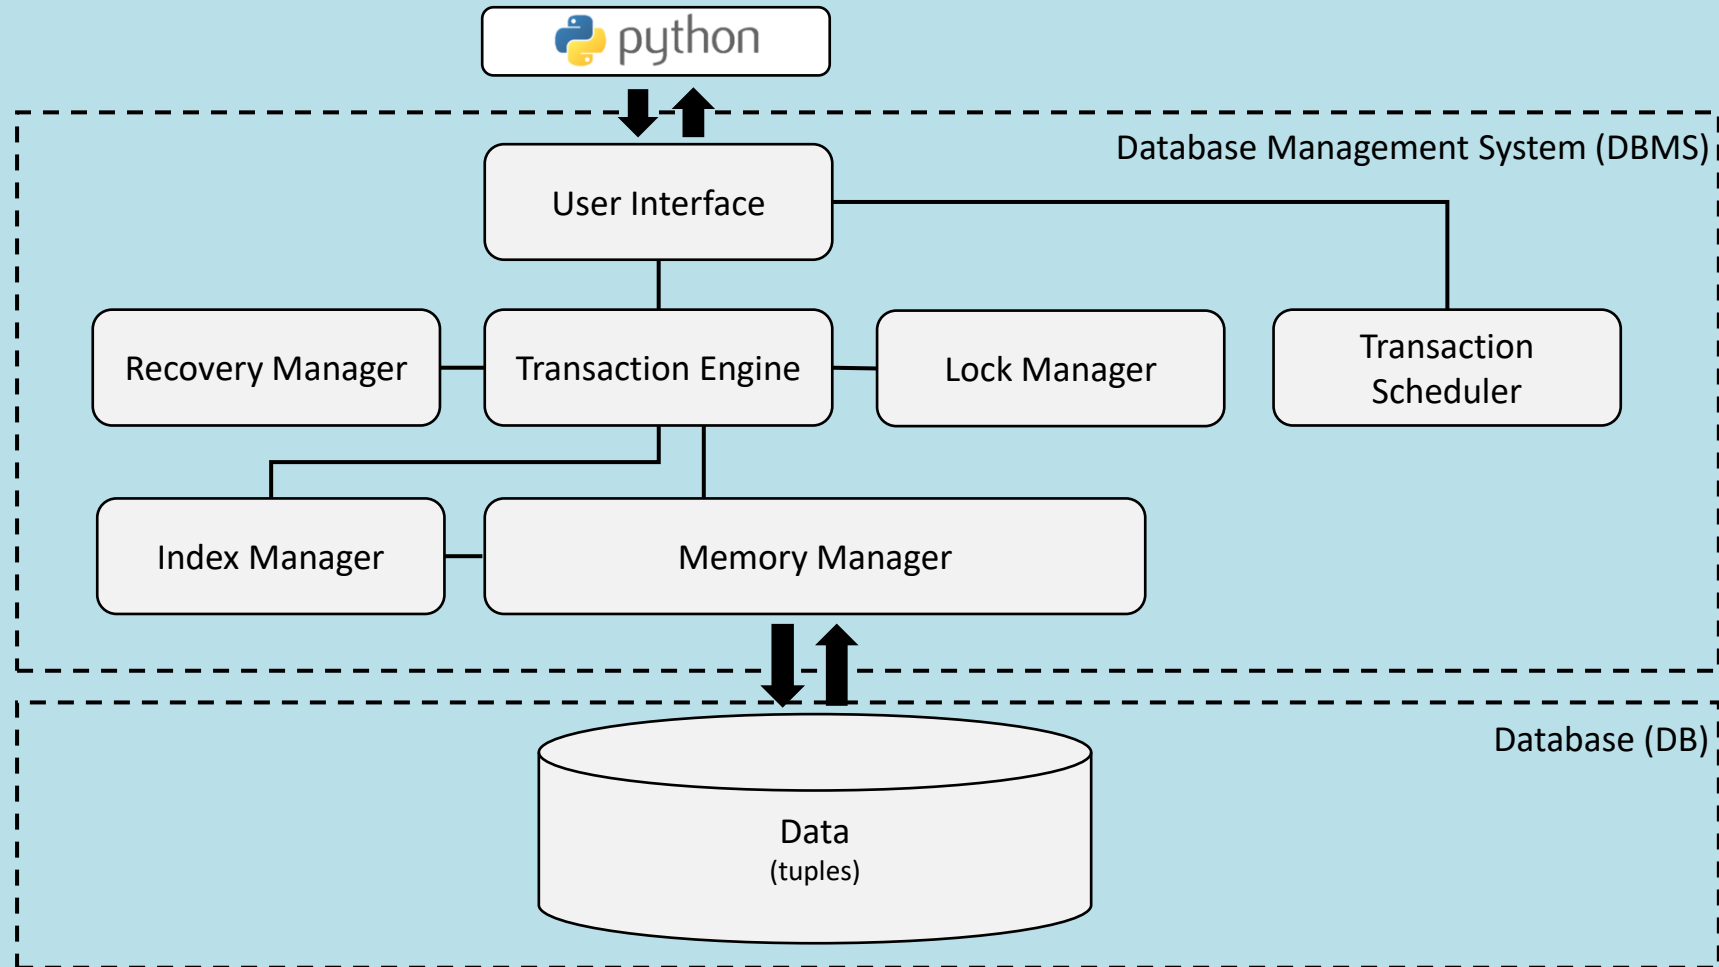 python
Database Management System (DBMS)
User Interface
Recovery Manager
Transaction Engine
Lock Manager
Transaction
Scheduler
Index Manager
Memory Manager
Database (DB)
Data
(tuples)